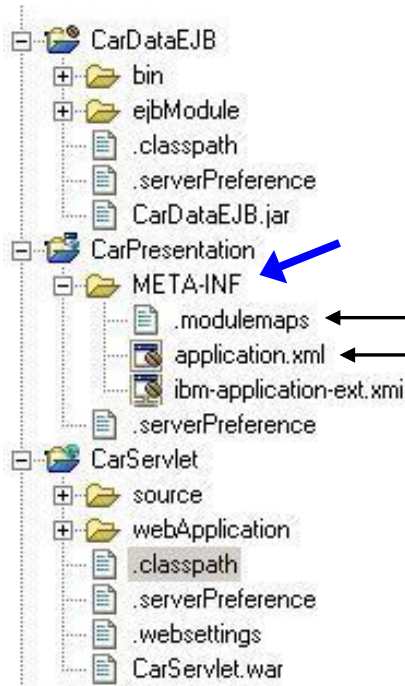 CarDataEJB
bin
ejbModule
.classpath
.serverPreference
CarDataEJB.jar
CarPresentation
META-INF
.modulemaps
application.xml
ibm-application-ext.xmi
.serverPreference
CarServlet
source
webApplication
.classpath
.serverPreference
.websettings
CarServlet.war